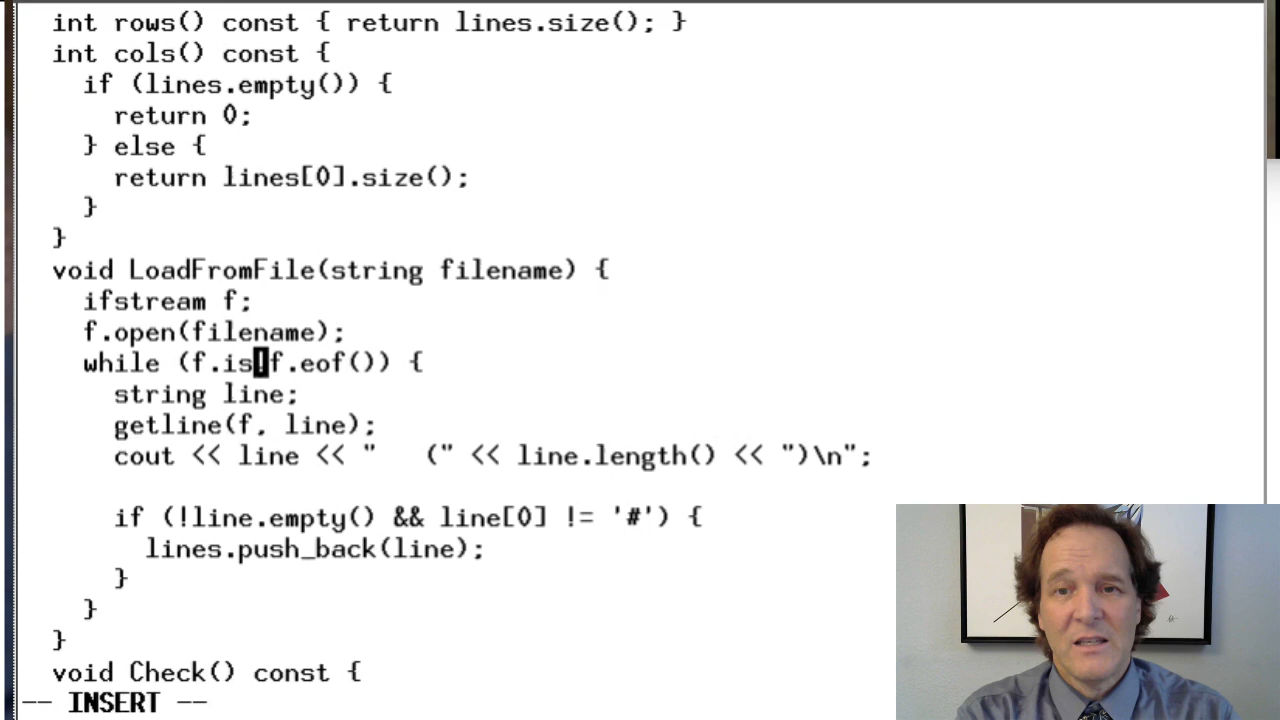 int rows() const { return lines.size(); }
int cols() const {
if (lines.empty()) {
return 0;
} else {
return lines[0].size();
}
}
void LoadFromFile(string filename) {
ifstream f;
f.open(filename);
while (f.is!f.eof()) {
string line;
getline(f, line);
cout << line << "   (" << line.length() << ")\n";
if (!line.empty() && line[0] != '#') {
lines.push_back(line);
}
}
}
void Check() const {
-- INSERT --